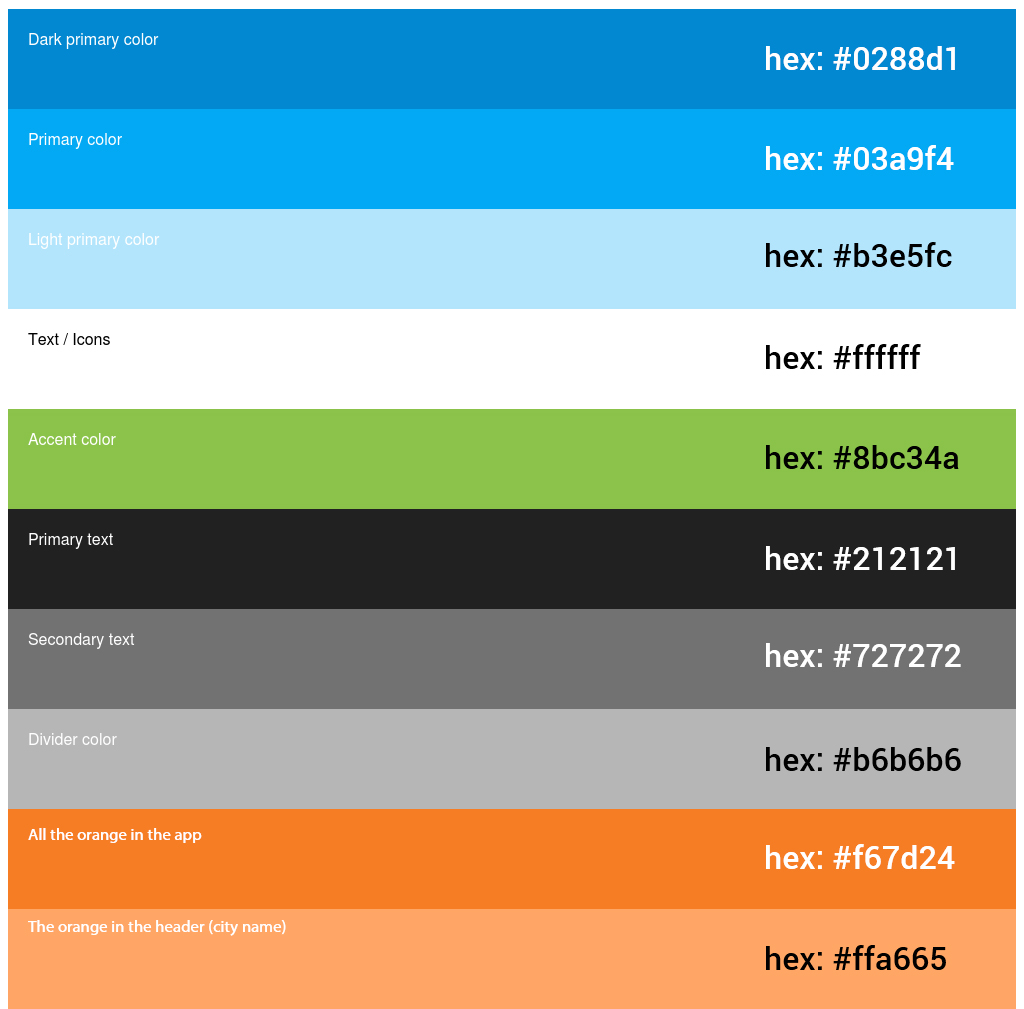 Dark primary color
hex: #0288d1
Primary color
hex: #03a9f4
Light primary color
hex: #b3e5fc
Text / Icons
hex: #ffffff
Accent color
hex: #8bc34a
Primary text
hex: #212121
Secondary text
hex: #727272
Divider color
hex: #b6b6b6
All the orange in the app
hex: #f67d24
The orange in the header (city name)
hex: #ffa665